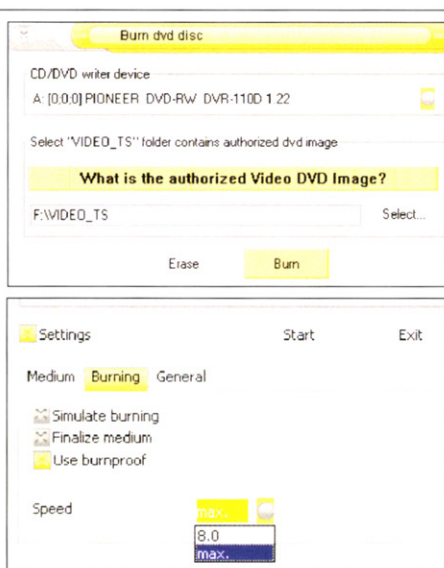 Burn dvd disc
CD/DVD writer device
A: [0;0;0] PIONEER DVD-RW DVR-110D 1.22
Select "VIDEO_TS" folder contains authorized dvd image
What is the authorized Video DVD Image?
F:\VIDEO_TS Select...
Erase Burn
Settings Start Exit
Medium Burning General
Simulate burning
Finalize medium
Use burnproof
Speed max.
8.0
max.